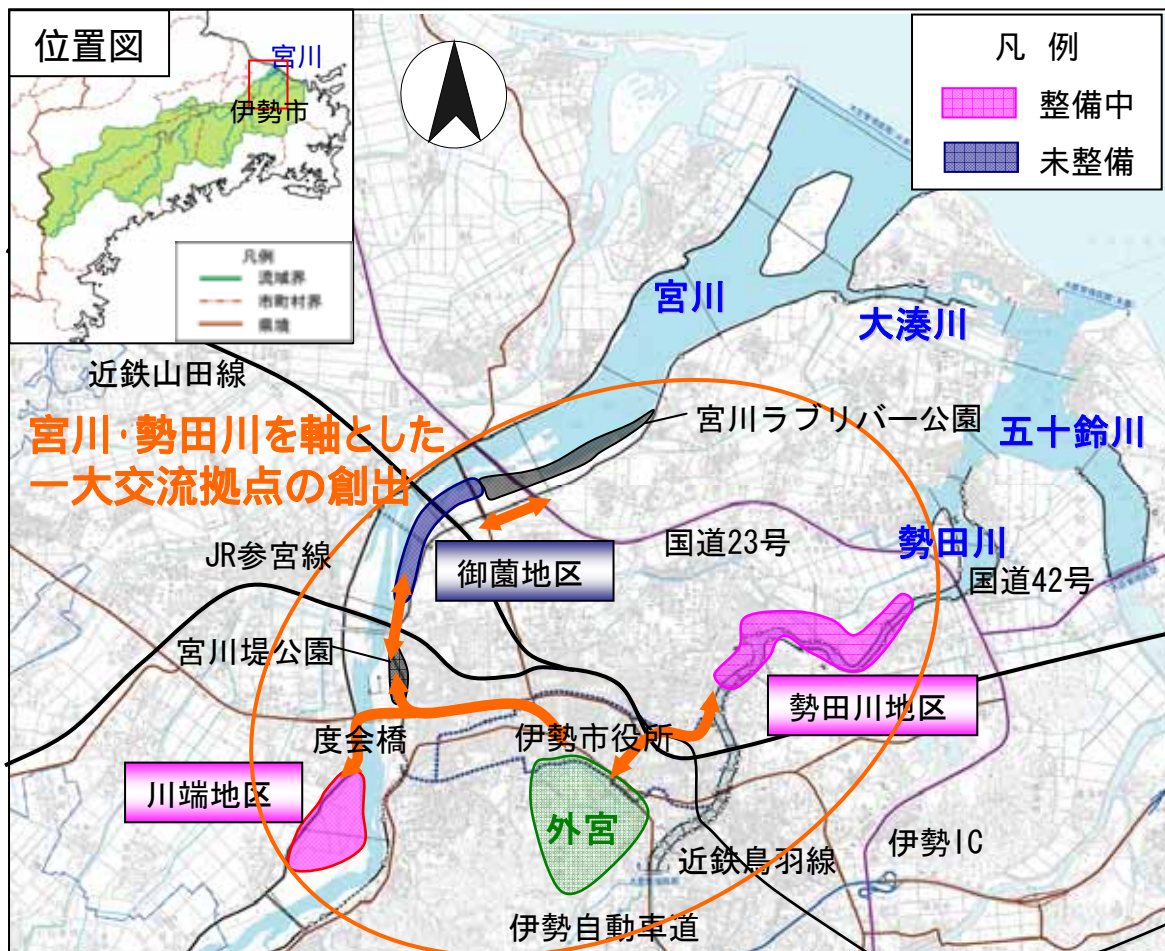 位置図
宮川
伊勢市
凡例
流域界
市町村界
県境
凡 例
整備中
未整備
宮川
大湊川
近鉄山田線
宮川ラブリバー公園
五十鈴川
宮川・勢田川を軸とした
一大交流拠点の創出
JR参宮線
国道23号
勢田川
国道42号
御薗地区
宮川堤公園
勢田川地区
度会橋
伊勢市役所
川端地区
外宮
伊勢IC
近鉄鳥羽線
伊勢自動車道